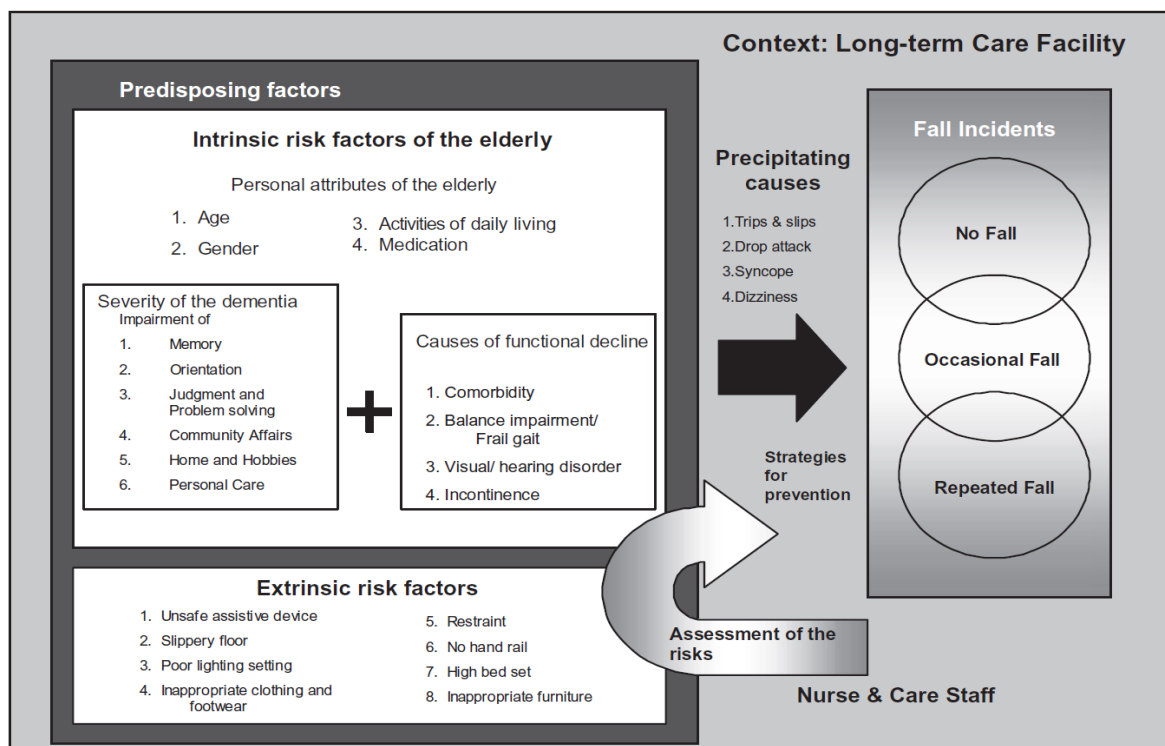 Context: Long-term Care Facility
Predisposing factors
Intrinsic risk factors of the elderly
Personal attributes of the elderly
1. Age
2. Gender
3. Activities of daily living
4. Medication
Severity of the dementia
Impairment of
1. Memory
2. Orientation
3. Judgment and
Problem solving
4. Community Affairs
5. Home and Hobbies
6. Personal Care
+
Causes of functional decline
1. Comorbidity
2. Balance impairment/
Frail gait
3. Visual/ hearing disorder
4. Incontinence
Extrinsic risk factors
1. Unsafe assistive device
2. Slippery floor
3. Poor lighting setting
4. Inappropriate clothing and
footwear
5. Restraint
6. No hand rail
7. High bed set
8. Inappropriate furniture
Precipitating
causes
1.Trips & slips
2.Drop attack
3.Syncope
4.Dizziness
Strategies
for
prevention
Assessment of the
risks
Nurse & Care Staff
Fall Incidents
No Fall
Occasional Fall
Repeated Fall